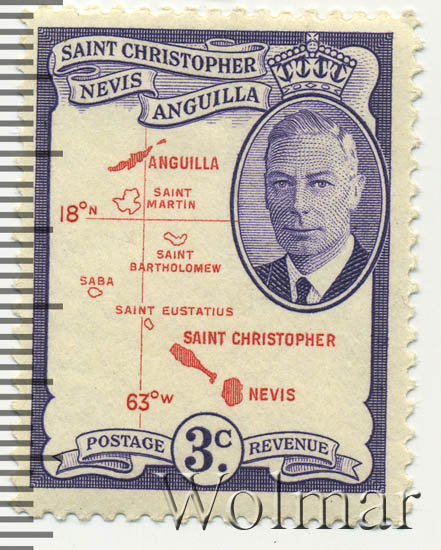 SAINT CHRISTOPHER
NEVIS
ANGUILLA
ANGUILLA
SAINT
MARTIN
18°N
SAINT
BARTHOLOMEW
SABA
SAINT EUSTATIUS
SAINT CHRISTOPHER
NEVIS
63°W
POSTAGE 3C. REVENUE
Wolmar